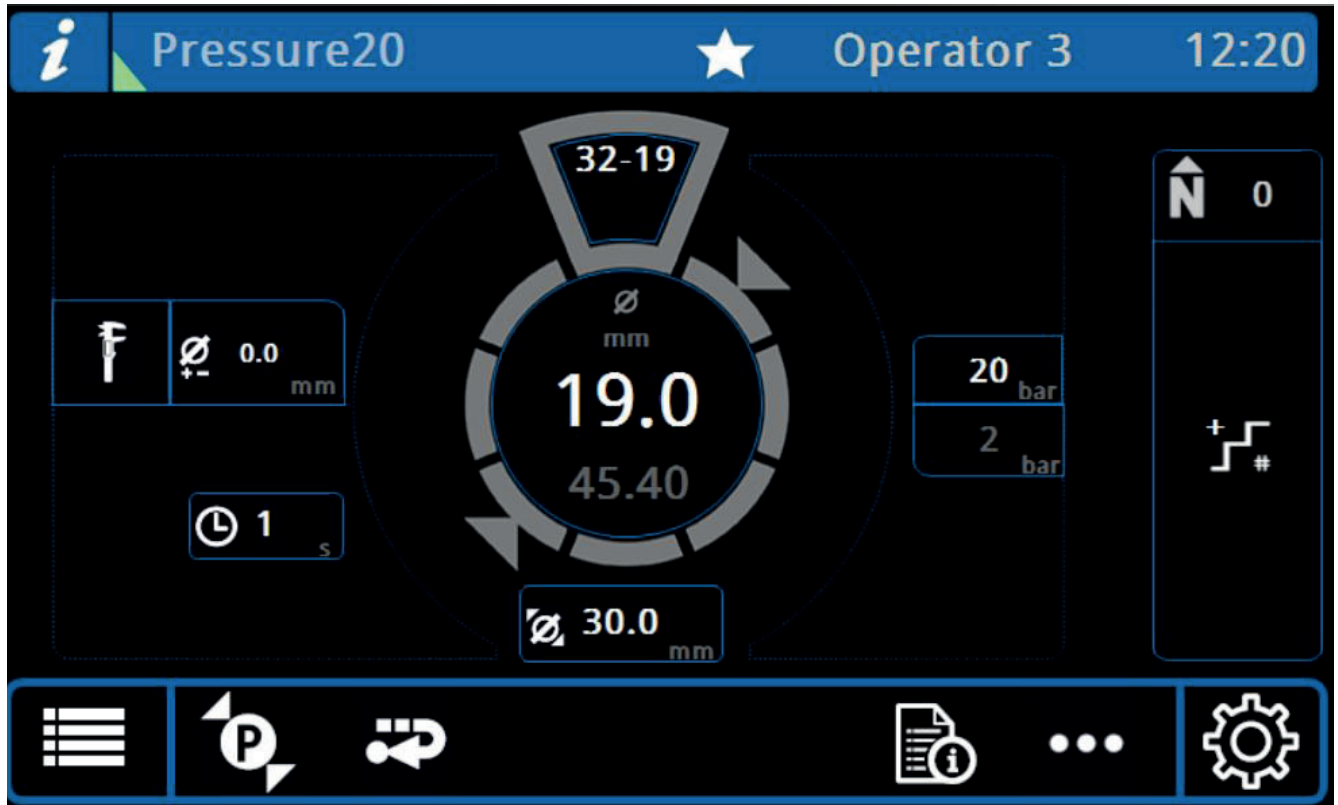 i Pressure20 Operator 3 12:20
32-19
N 0
Ø
mm
Ø +- 0.0 mm
19.0
20 bar
45.40
2 bar
1 s
Ø 30.0 mm
+ #
P
i